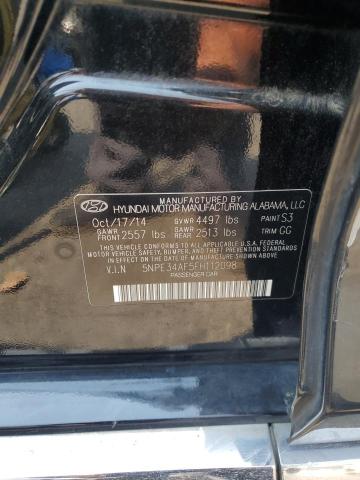 MANUFACTURED BY
HYUNDAI MOTOR MANUFACTURING ALABAMA, LLC
Oct/17/14 GVWR 4497 lbs PAINT S3
GAWR FRONT 2557 lbs GAWR REAR 2513 lbs TRIM GG
THIS VEHICLE CONFORMS TO ALL APPLICABLE
U.S. FEDERAL MOTOR VEHICLE SAFETY,
BUMPER, AND THEFT PREVENTION STANDARDS
IN EFFECT ON THE DATE OF MANUFACTURE
SHOWN ABOVE.
V.I.N 5NPE34AF5FH112098
PASSENGER CAR